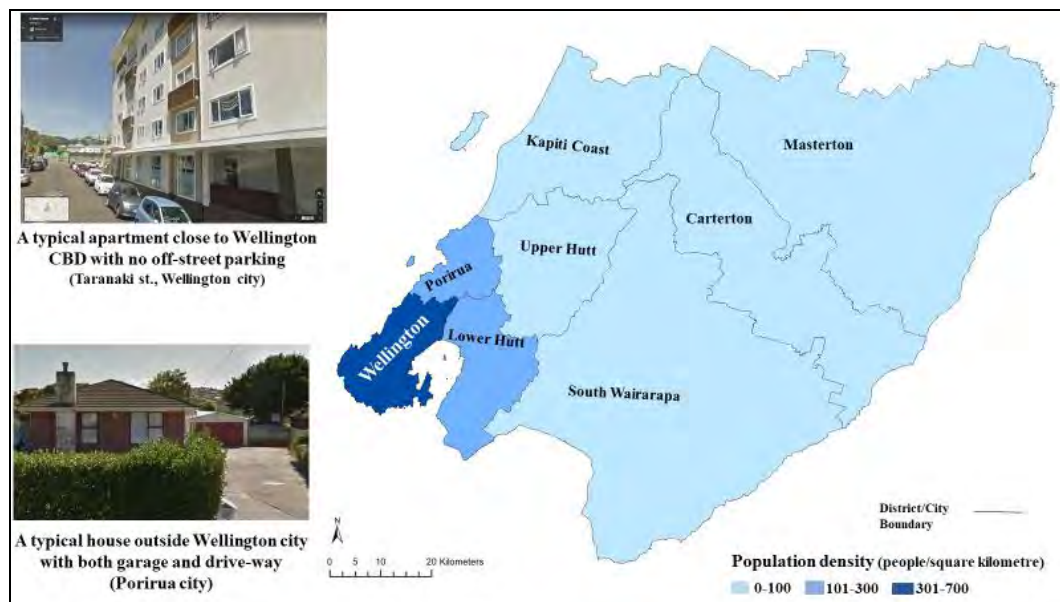 A typical apartment close to Wellington
CBD with no off-street parking
(Taranaki st., Wellington city)
A typical house outside Wellington city
with both garage and drive-way
(Porirua city)
Kapiti Coast
Masterton
Carterton
Upper Hutt
Porirua
Lower Hutt
Wellington
South Wairarapa
N
0 5 10 20 Kilometers
District/City
Boundary
Population density (people/square kilometre)
0-100 101-300 301-700